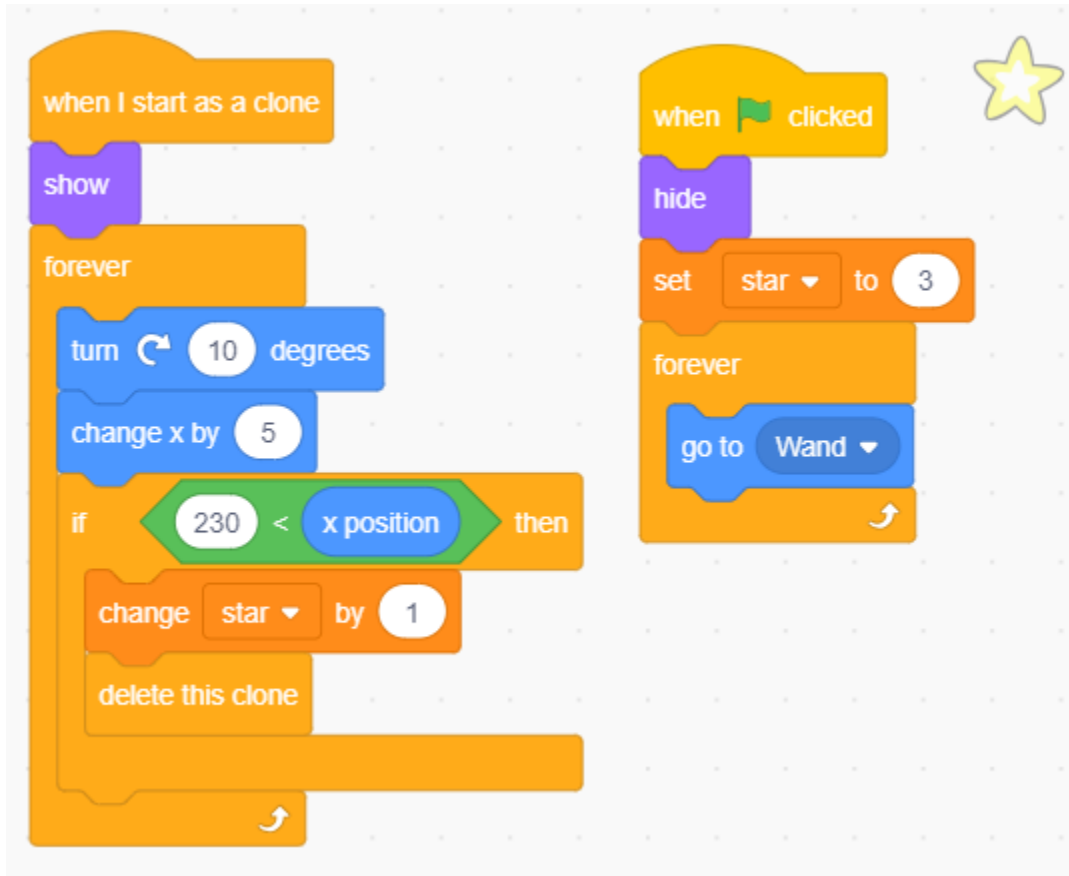 when I start as a clone
show
forever
turn 10 degrees
change x by 5
if 230 < x position then
change star by 1
delete this clone
when clicked
hide
set star to 3
forever
go to Wand